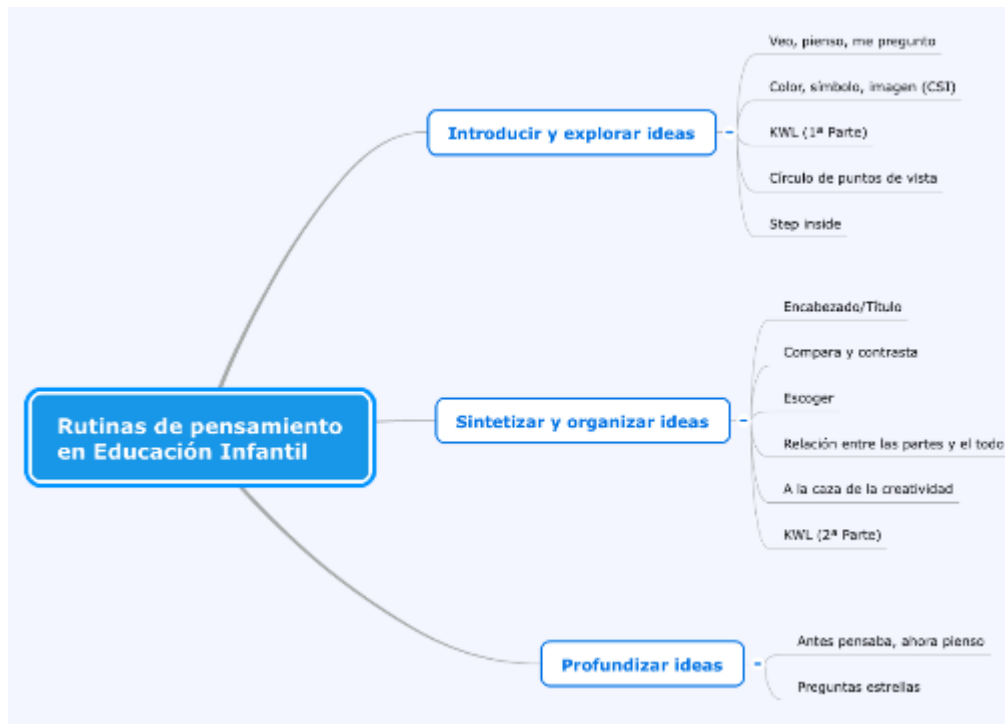 Rutinas de pensamiento
en Educación Infantil
Introducir y explorar ideas
Veo, pienso, me pregunto
Color, símbolo, imagen (CSI)
KWL (1ª Parte)
Círculo de puntos de vista
Step inside
Sintetizar y organizar ideas
Encabezado/Título
Compara y contrasta
Escoger
Relación entre las partes y el todo
A la caza de la creatividad
KWL (2ª Parte)
Profundizar ideas
Antes pensaba, ahora pienso
Preguntas estrellas